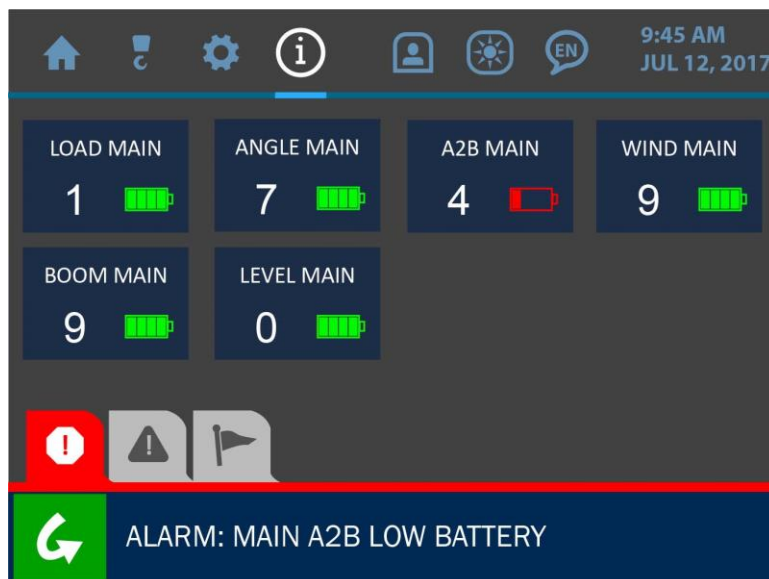 EN
9:45 AM
JUL 12, 2017
LOAD MAIN
1
ANGLE MAIN
7
A2B MAIN
4
WIND MAIN
9
BOOM MAIN
9
LEVEL MAIN
0
ALARM: MAIN A2B LOW BATTERY